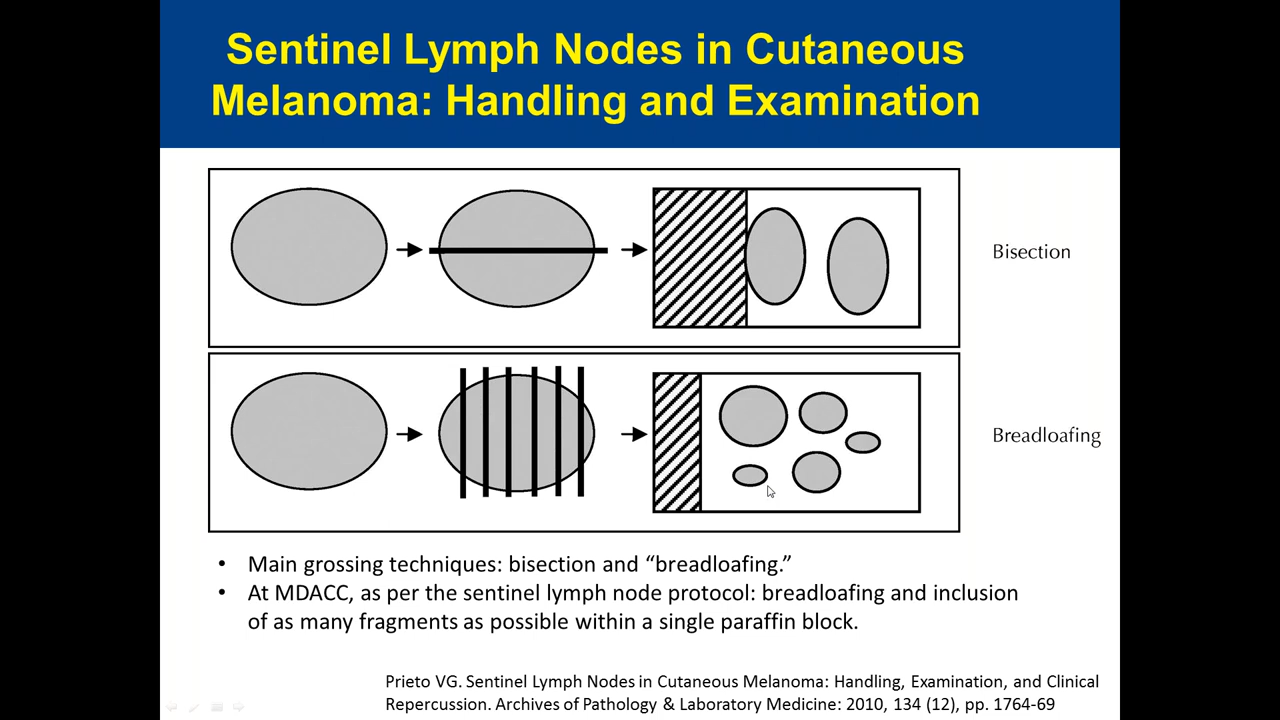 Sentinel Lymph Nodes in Cutaneous
Melanoma: Handling and Examination
Bisection
Breadloafing
• Main grossing techniques: bisection and “breadloafing.”
• At MDACC, as per the sentinel lymph node protocol: breadloafing and inclusion
of as many fragments as possible within a single paraffin block.
Prieto VG. Sentinel Lymph Nodes in Cutaneous Melanoma: Handling, Examination, and Clinical
Repercussion. Archives of Pathology & Laboratory Medicine: 2010, 134 (12), pp. 1764-69